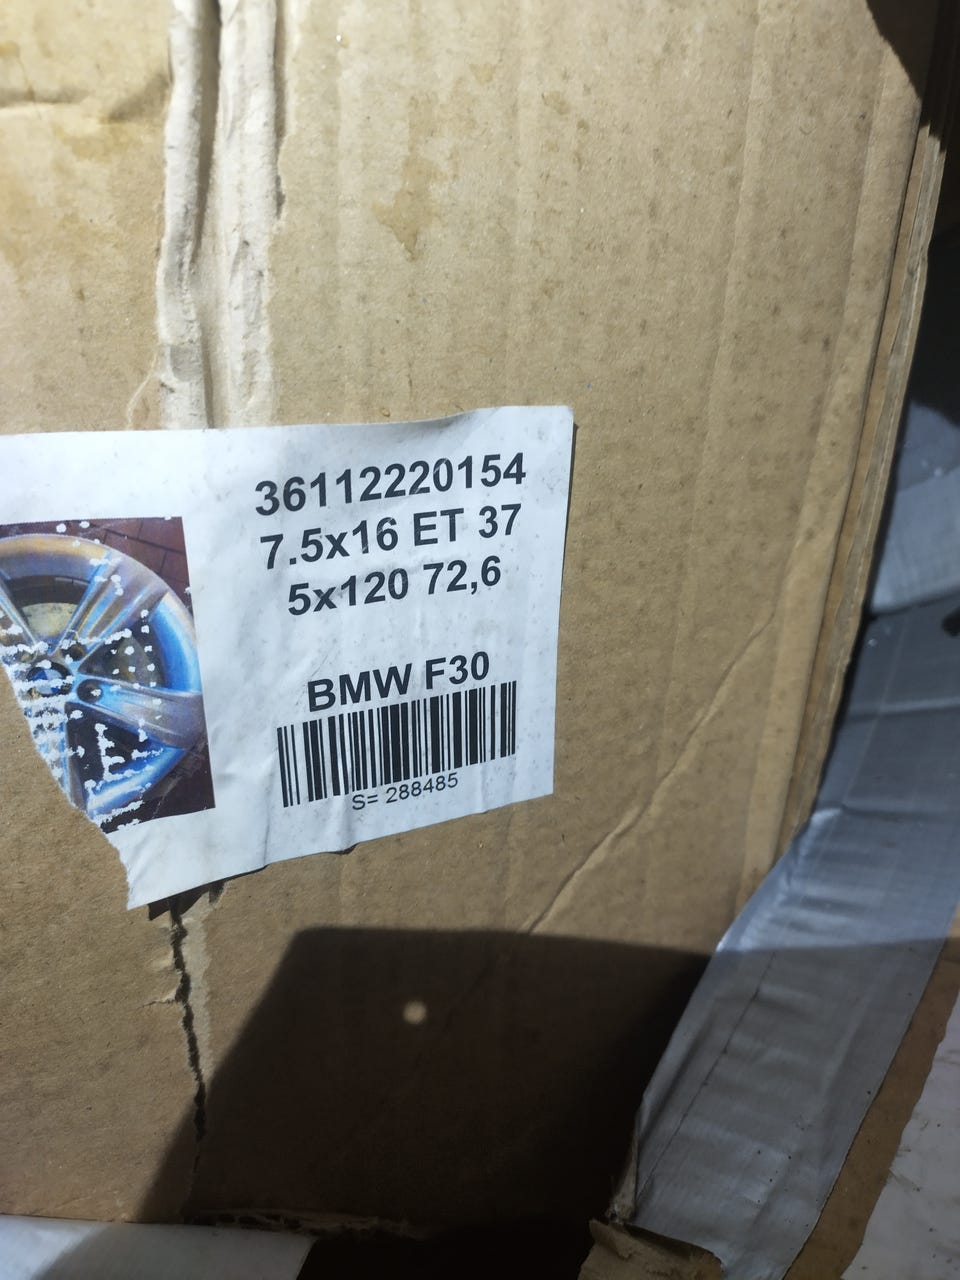 36112220154
7.5x16 ET 37
5x120 72,6
BMW F30
S= 288485